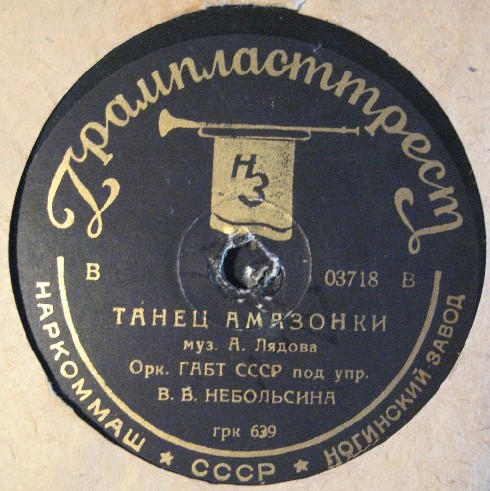 Грампласттрест
НЗ
В 03718 В
ТАНЕЦ АМАЗОНКИ
муз. А. Лядова
Орк. ГАБТ СССР под упр.
В. В. НЕБОЛЬСИНА
грк 639
НАРКОММАШ ★ СССР ★ НОГИНСКИЙ ЗАВОД